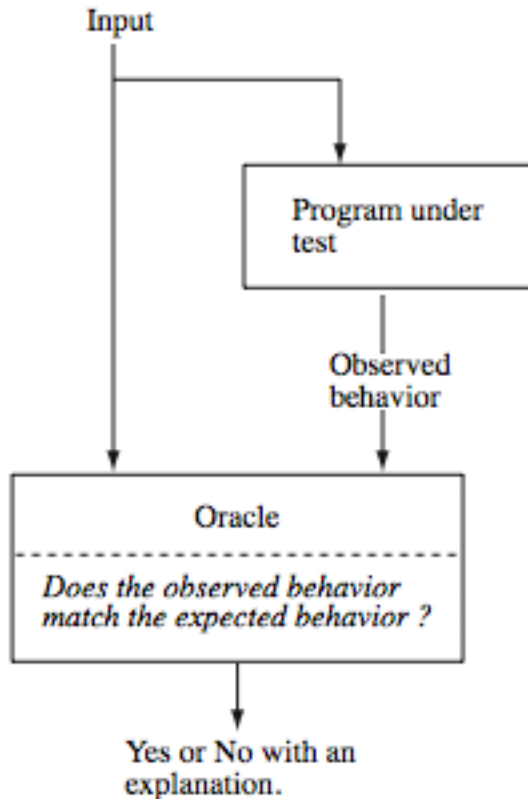 Input
Program under
test
Observed
behavior
Oracle
Does the observed behavior
match the expected behavior ?
Yes or No with an
explanation.